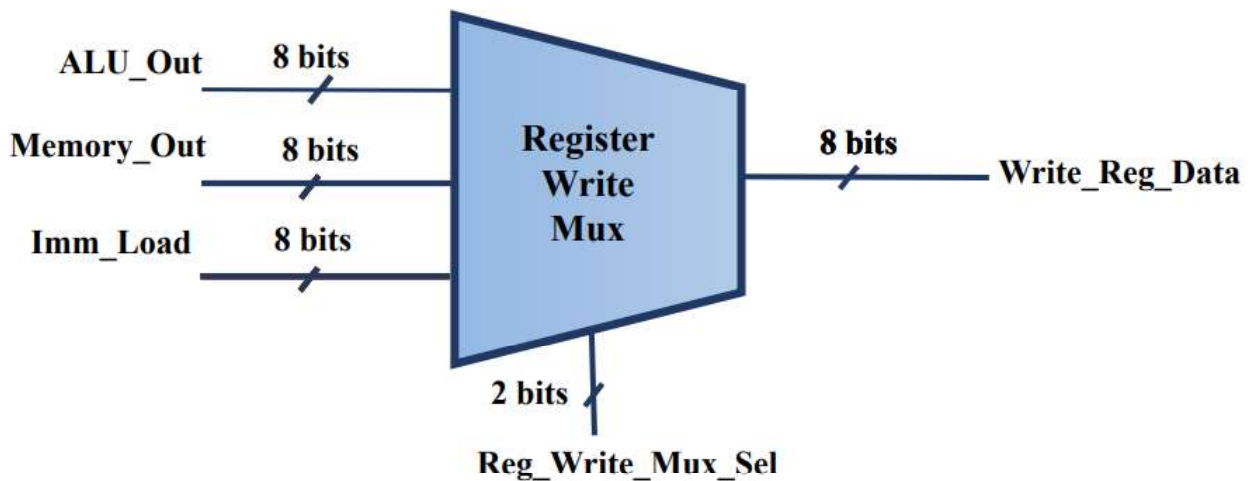 ALU_Out
8 bits
Memory_Out
8 bits
Imm_Load
8 bits
Register
Write
Mux
8 bits
Write_Reg_Data
2 bits
Reg_Write_Mux_Sel